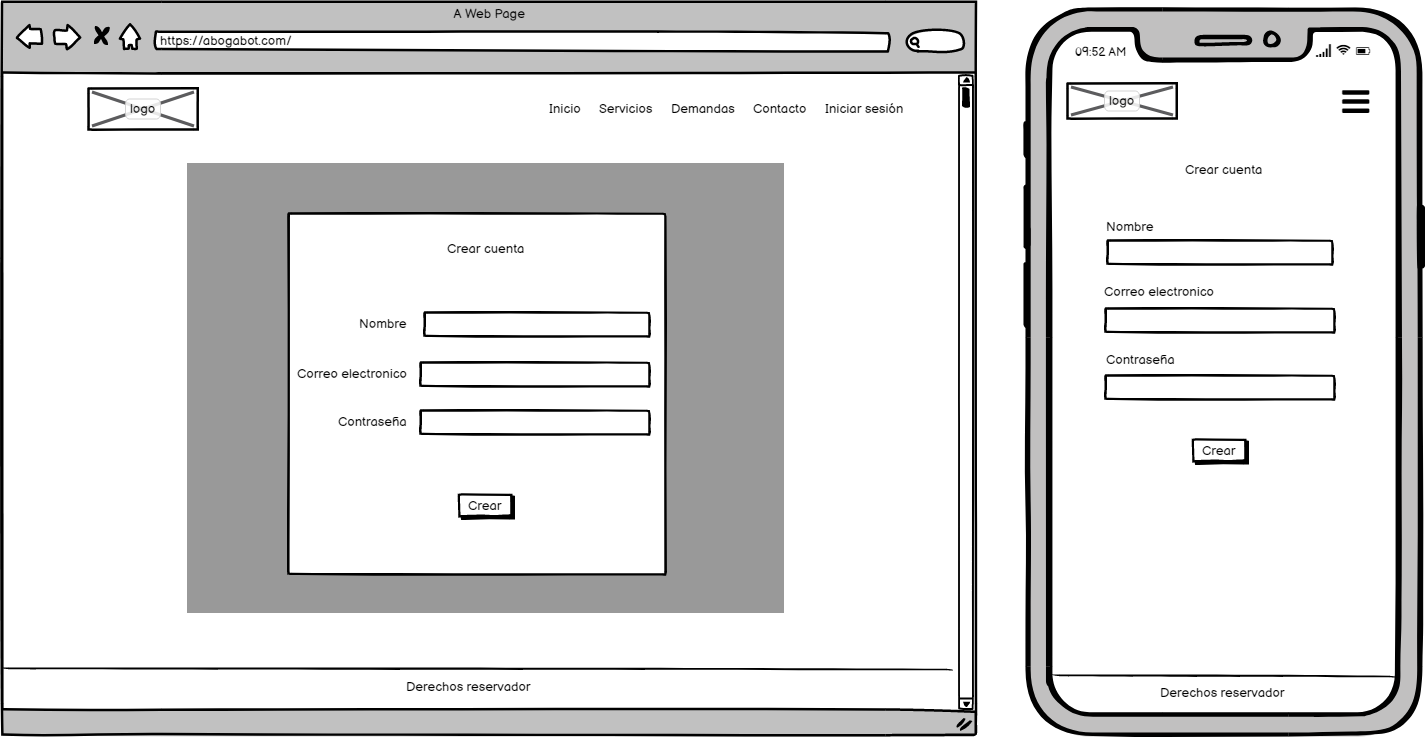 A Web Page
https://abogabot.com/
logo
Inicio Servicios Demandas Contacto Iniciar sesión
Crear cuenta
Nombre
Correo electronico
Contraseña
Crear
Derechos reservador
09:52 AM
logo
Crear cuenta
Nombre
Correo electronico
Contraseña
Crear
Derechos reservador